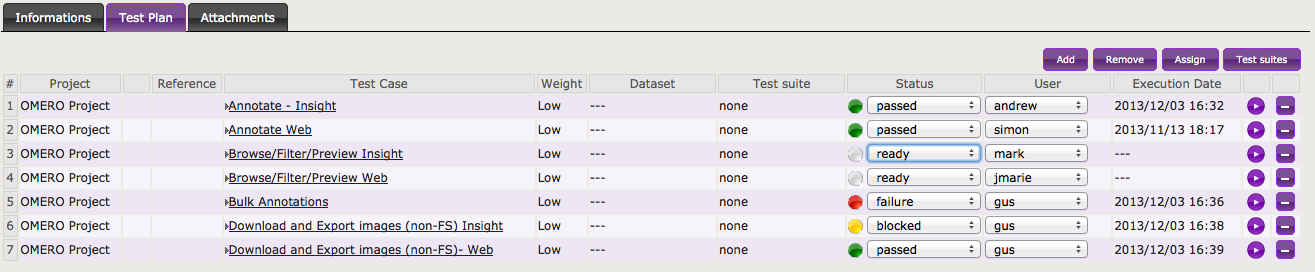 Informations Test Plan Attachments
Add Remove Assign Test suites
# Project Reference Test Case Weight Dataset Test suite Status User Execution Date
1 OMERO Project Annotate - Insight Low --- none passed andrew 2013/12/03 16:32
2 OMERO Project Annotate Web Low --- none passed simon 2013/11/13 18:17
3 OMERO Project Browse/Filter/Preview Insight Low --- none ready mark ---
4 OMERO Project Browse/Filter/Preview Web Low --- none ready jmarie ---
5 OMERO Project Bulk Annotations Low --- none failure gus 2013/12/03 16:36
6 OMERO Project Download and Export images (non-FS) Insight Low --- none blocked gus 2013/12/03 16:38
7 OMERO Project Download and Export images (non-FS)- Web Low --- none passed gus 2013/12/03 16:39